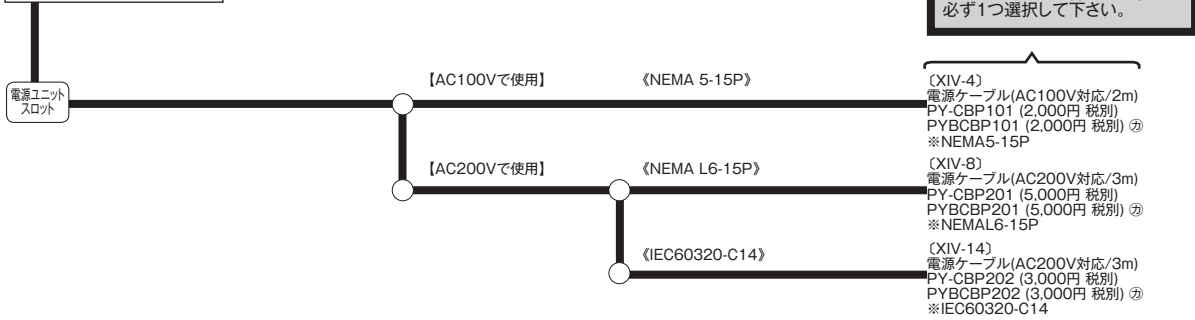 必ず1つ選択して下さい。
電源ユニット
スロット
【AC100Vで使用】
《NEMA 5-15P》
〔XIV-4〕
電源ケーブル(AC100V対応/2m)
PY-CBP101 (2,000円 税別)
PYBCBP101 (2,000円 税別) ㋕
※NEMA5-15P
【AC200Vで使用】
《NEMA L6-15P》
〔XIV-8〕
電源ケーブル(AC200V対応/3m)
PY-CBP201 (5,000円 税別)
PYBCBP201 (5,000円 税別) ㋕
※NEMAL6-15P
《IEC60320-C14》
〔XIV-14〕
電源ケーブル(AC200V対応/3m)
PY-CBP202 (3,000円 税別)
PYBCBP202 (3,000円 税別) ㋕
※IEC60320-C14